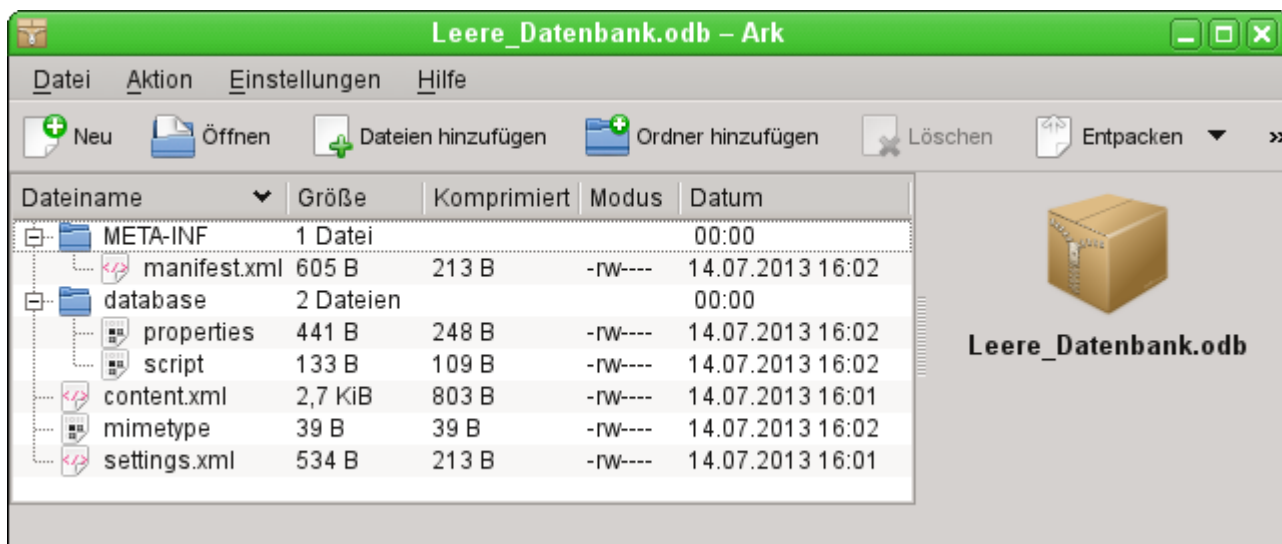 Leere_Datenbank.odb – Ark
Datei Aktion Einstellungen Hilfe
Neu Öffnen Dateien hinzufügen Ordner hinzufügen Löschen Entpacken »
Dateiname Größe Komprimiert Modus Datum
META-INF 1 Datei 00:00
manifest.xml 605 B 213 B -rw---- 14.07.2013 16:02
database 2 Dateien 00:00
properties 441 B 248 B -rw---- 14.07.2013 16:02
script 133 B 109 B -rw---- 14.07.2013 16:02
content.xml 2,7 KiB 803 B -rw---- 14.07.2013 16:01
mimetype 39 B 39 B -rw---- 14.07.2013 16:02
settings.xml 534 B 213 B -rw---- 14.07.2013 16:01
Leere_Datenbank.odb